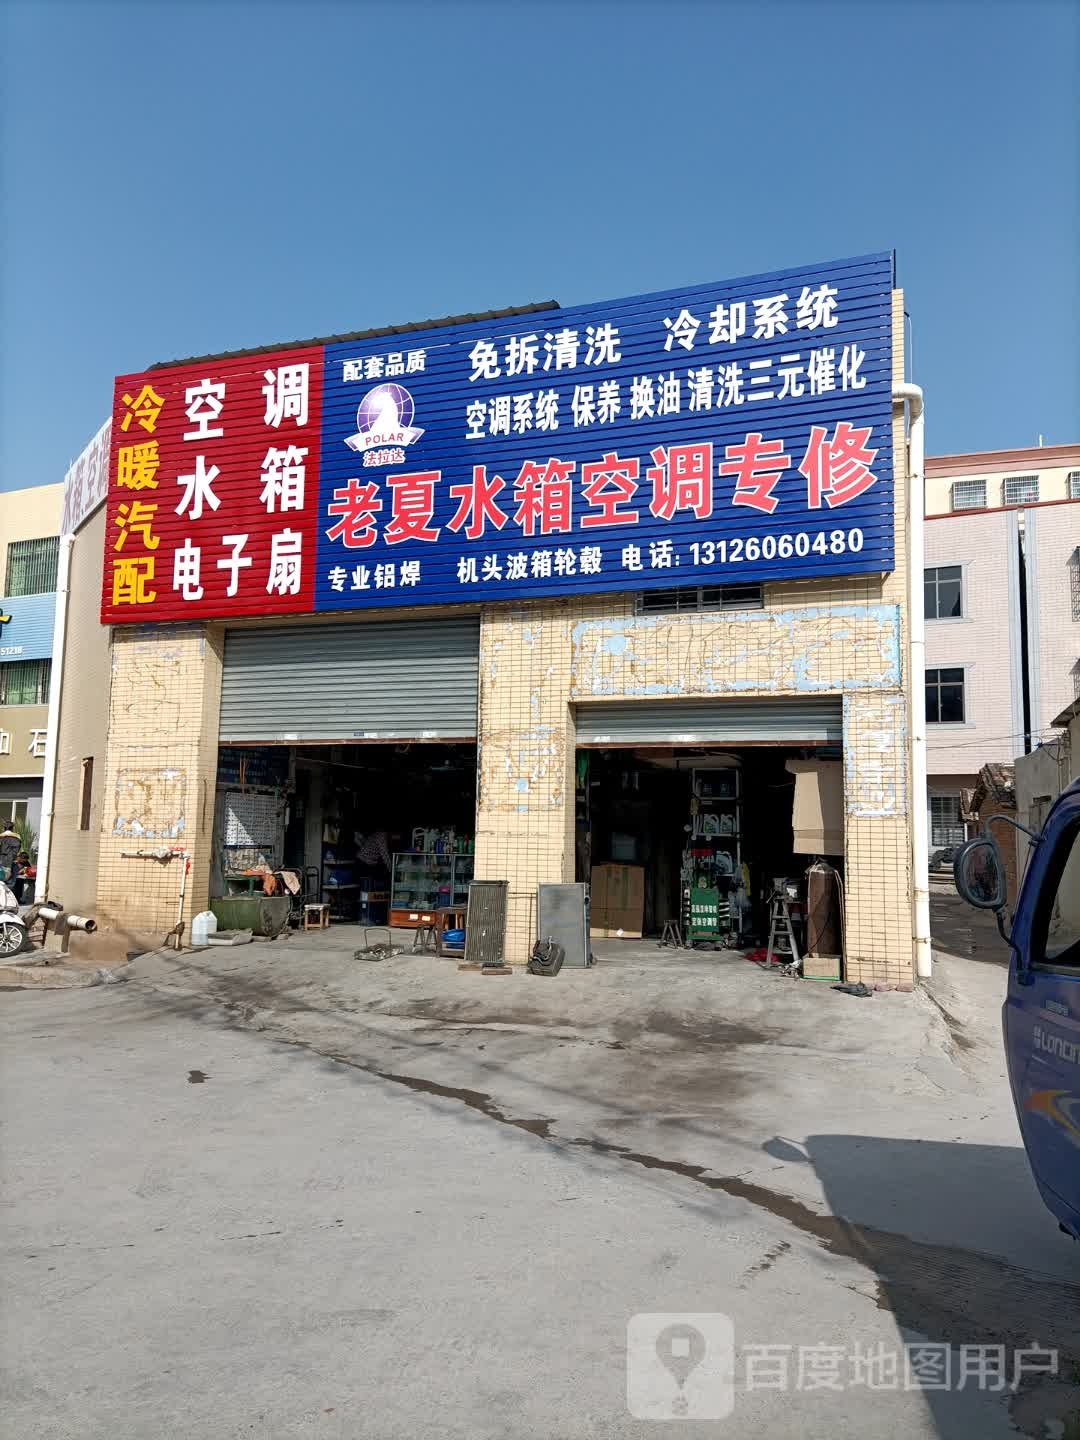 冷暖汽配
空调
水箱
电子扇
配套品质
POLAR
法拉达
免拆清洗 冷却系统
空调系统 保养 换油 清洗三元催化
老夏水箱空调专修
专业铝焊 机头波箱轮毂 电话: 13126060480
51218
百度地图用户